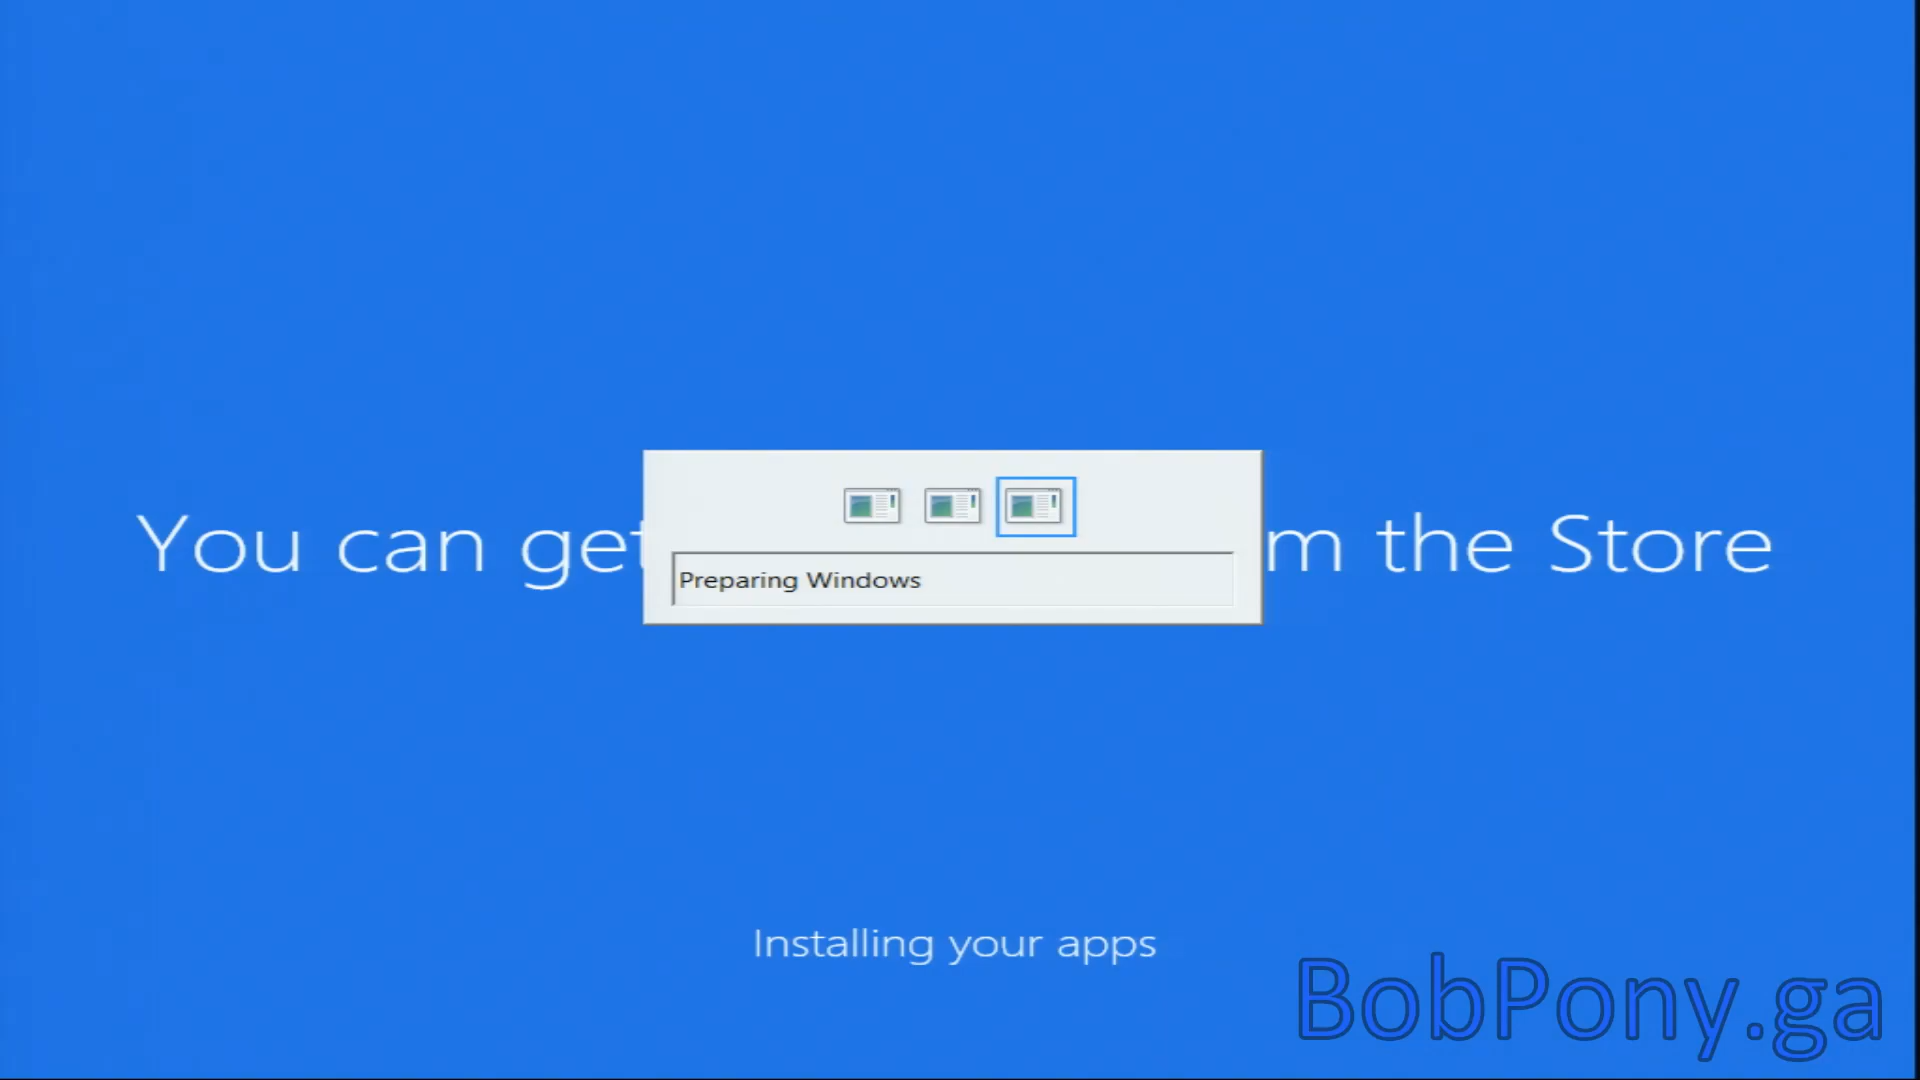 You can get m the Store
Preparing Windows
Installing your apps
BobPony.ga